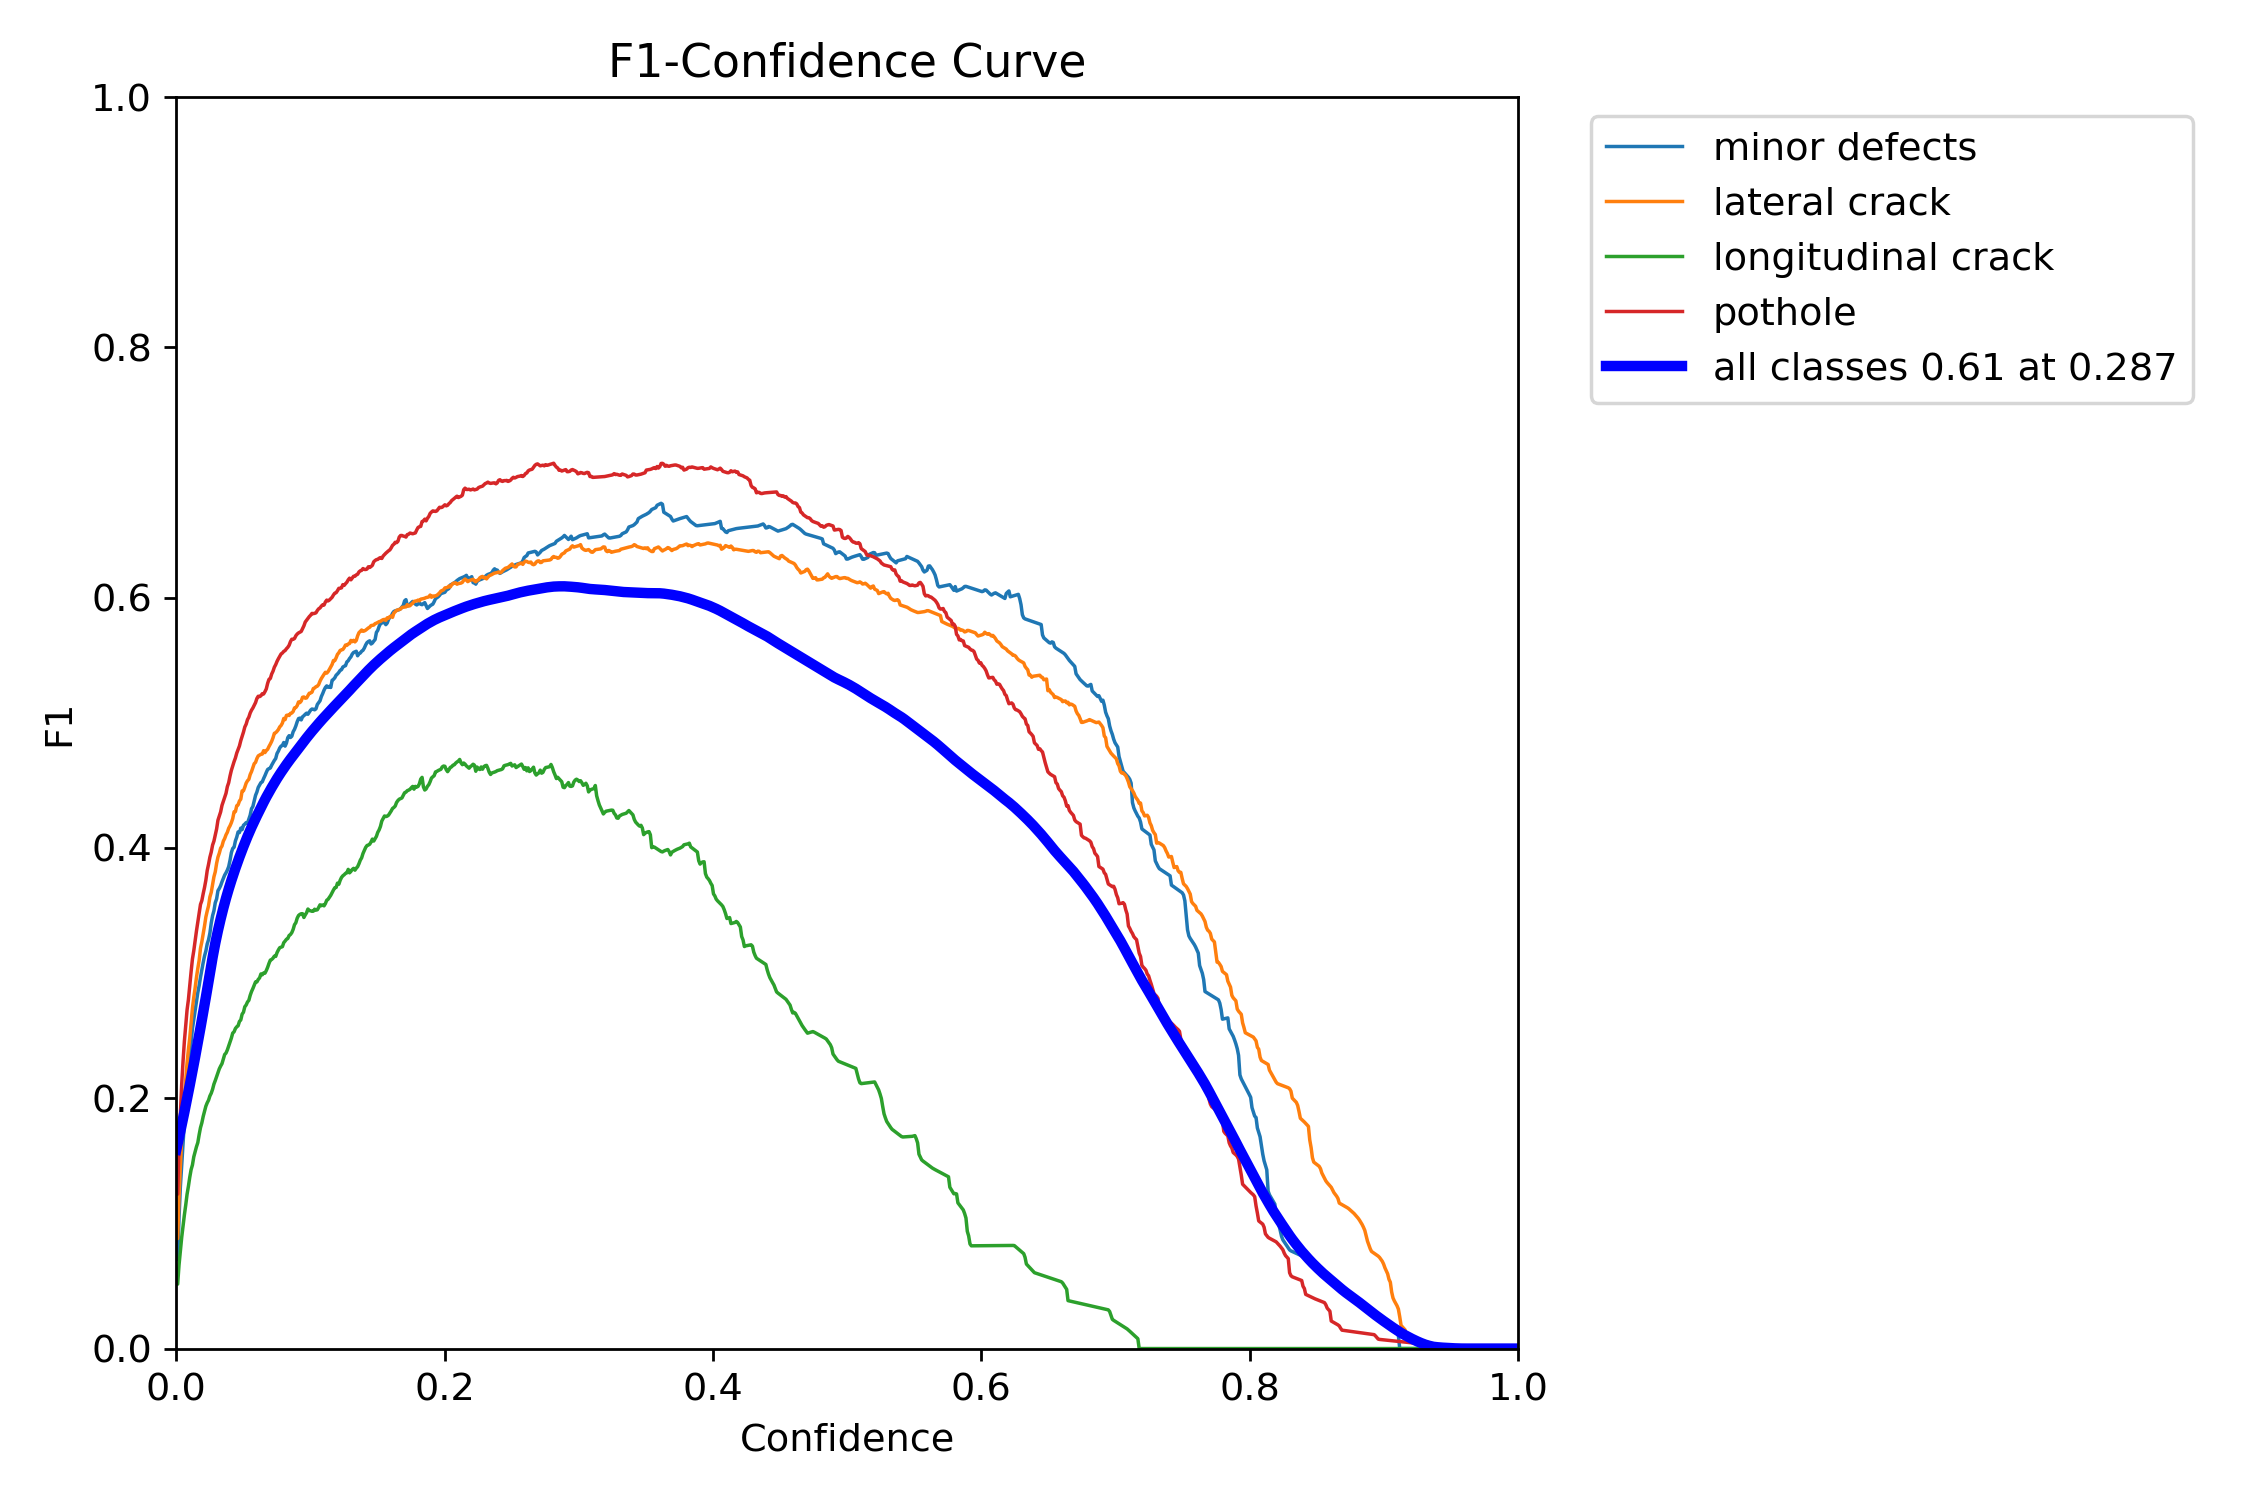 F1-Confidence Curve
1.0
0.8
0.6
0.4
0.2
0.0
F1
0.0 0.2 0.4 0.6 0.8 1.0
Confidence
minor defects
lateral crack
longitudinal crack
pothole
all classes 0.61 at 0.287